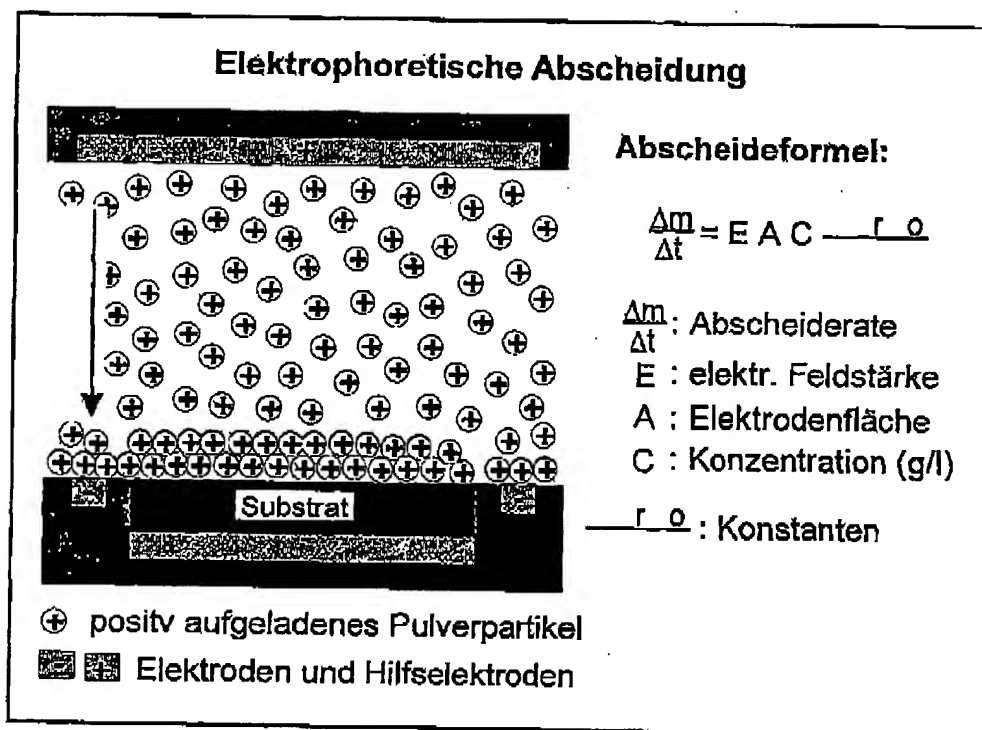 Elektrophoretische Abscheidung
Abscheideformel:
Δm
Δt = E A C r o
Δm
Δt : Abscheiderate
E : elektr. Feldstärke
A : Elektrodenfläche
C : Konzentration (g/l)
r o : Konstanten
Substrat
⊕ positv aufgeladenes Pulverpartikel
Elektroden und Hilfselektroden